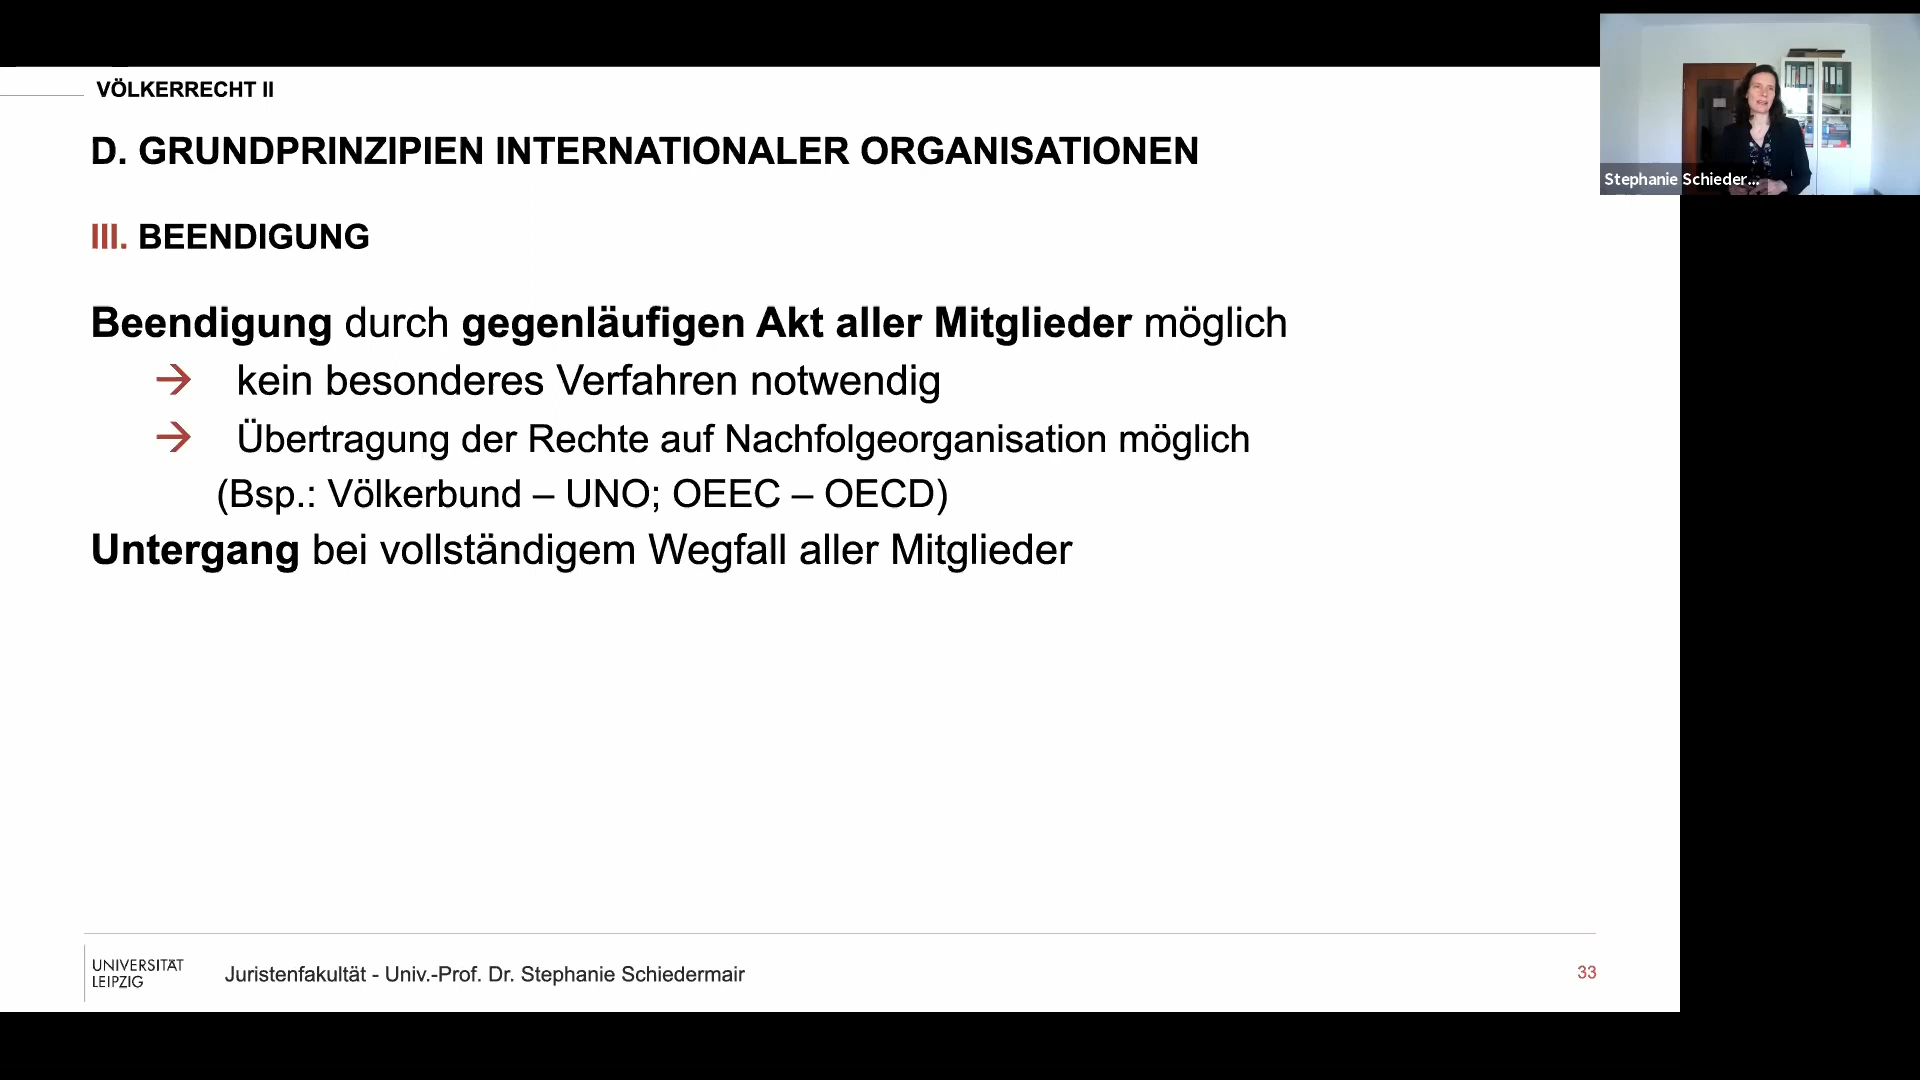 VÖLKERRECHT II
D. GRUNDPRINZIPIEN INTERNATIONALER ORGANISATIONEN
III. BEENDIGUNG
Beendigung durch gegenläufigen Akt aller Mitglieder möglich
→ kein besonderes Verfahren notwendig
→ Übertragung der Rechte auf Nachfolgeorganisation möglich
(Bsp.: Völkerbund – UNO; OEEC – OECD)
Untergang bei vollständigem Wegfall aller Mitglieder
UNIVERSITÄT
LEIPZIG
Juristenfakultät - Univ.-Prof. Dr. Stephanie Schiedermair
33
Stephanie Schieder...